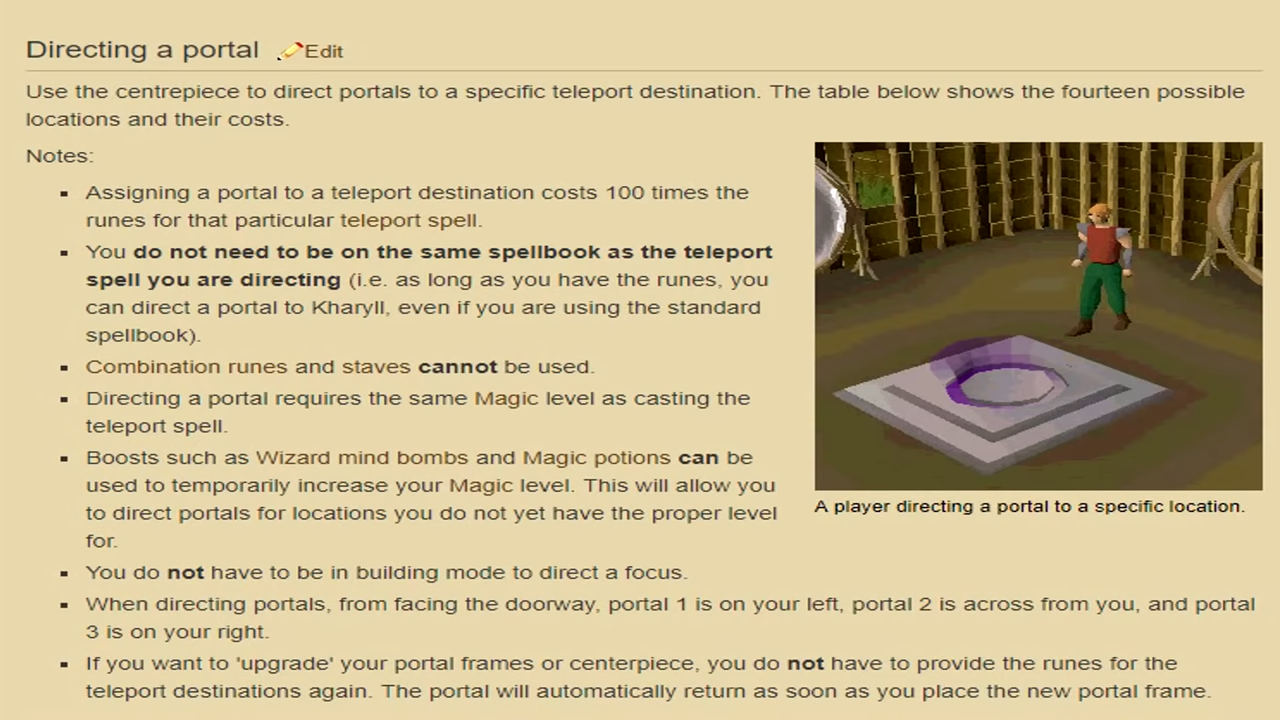 Directing a portal Edit
Use the centrepiece to direct portals to a specific teleport destination. The table below shows the fourteen possible
locations and their costs.
Notes:
Assigning a portal to a teleport destination costs 100 times the
runes for that particular teleport spell.
You do not need to be on the same spellbook as the teleport
spell you are directing (i.e. as long as you have the runes, you
can direct a portal to Kharyll, even if you are using the standard
spellbook).
Combination runes and staves cannot be used.
Directing a portal requires the same Magic level as casting the
teleport spell.
Boosts such as Wizard mind bombs and Magic potions can be
used to temporarily increase your Magic level. This will allow you
to direct portals for locations you do not yet have the proper level
for.
A player directing a portal to a specific location.
You do not have to be in building mode to direct a focus.
When directing portals, from facing the doorway, portal 1 is on your left, portal 2 is across from you, and portal
3 is on your right.
If you want to 'upgrade' your portal frames or centerpiece, you do not have to provide the runes for the
teleport destinations again. The portal will automatically return as soon as you place the new portal frame.